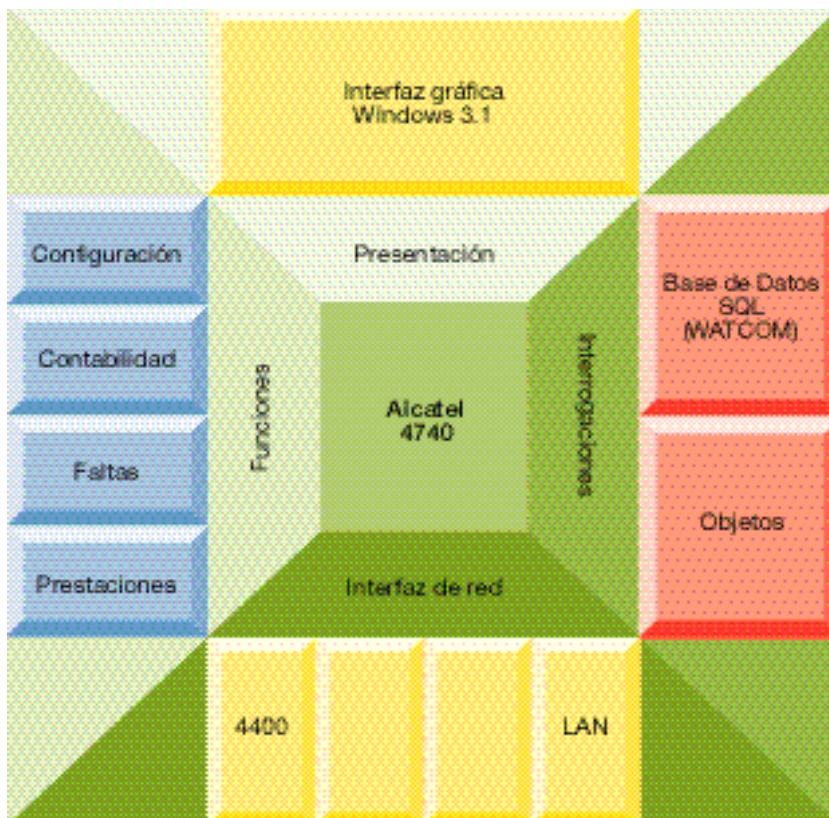 Interfaz gráfica
Windows 3.1
Configuración
Presentación
Base de Datos
SQL
(WATCOM)
Contabilidad
Funciones
Alcatel
4740
Interrogaciones
Faltas
Objetos
Prestaciones
Interfaz de red
4400
LAN